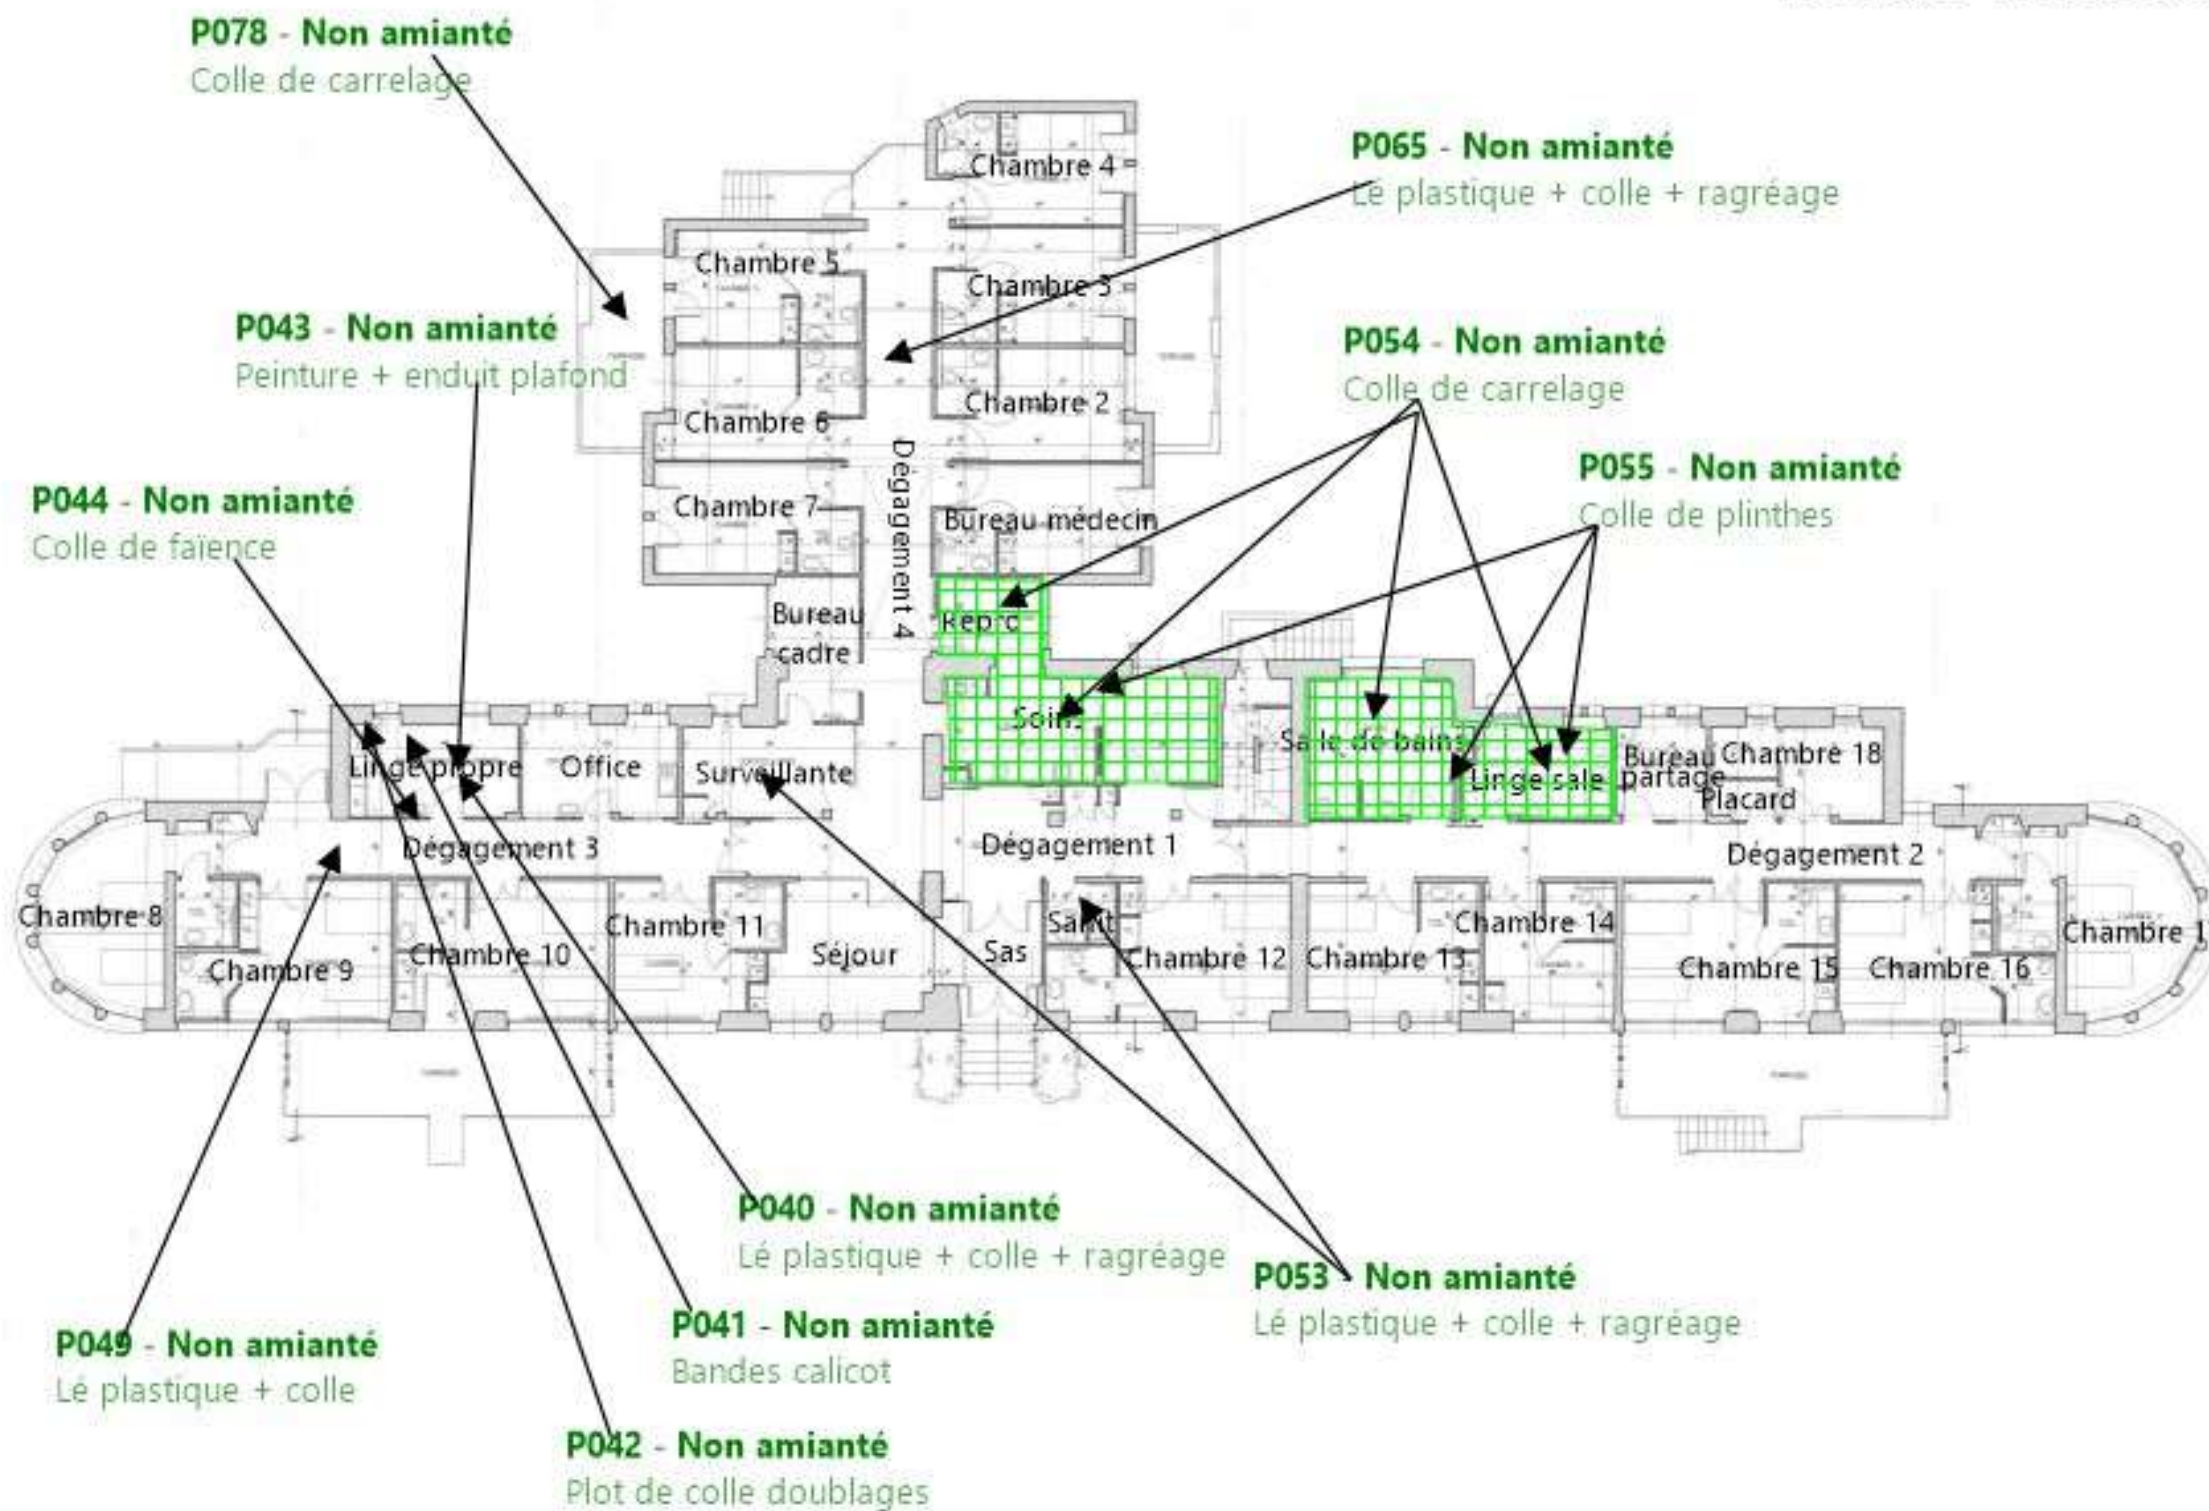 P078 - Non amianté
Colle de carrelage
P065 - Non amianté
Lé plastique + colle + ragréage
Chambre 4
Chambre 5
Chambre 3
P043 - Non amianté
Peinture + enduit plafond
P054 - Non amianté
Colle de carrelage
Chambre 6
Chambre 2
P055 - Non amianté
Colle de plinthes
P044 - Non amianté
Colle de faïence
Chambre 7
Dégagement 4
Bureau médecin
Bureau
cadre
Repro
Soins
Linge propre
Office
Surveillante
Salle de bains
Linge sale
Bureau
partage
Chambre 18
Placard
Dégagement 3
Dégagement 1
Dégagement 2
Chambre 8
Chambre 9
Chambre 10
Chambre 11
Séjour
Sas
Sanit
Chambre 12
Chambre 13
Chambre 14
Chambre 15
Chambre 16
Chambre 1
P040 - Non amianté
Lé plastique + colle + ragréage
P053 - Non amianté
Lé plastique + colle + ragréage
P041 - Non amianté
Bandes calicot
P049 - Non amianté
Lé plastique + colle
P042 - Non amianté
Plot de colle doublages